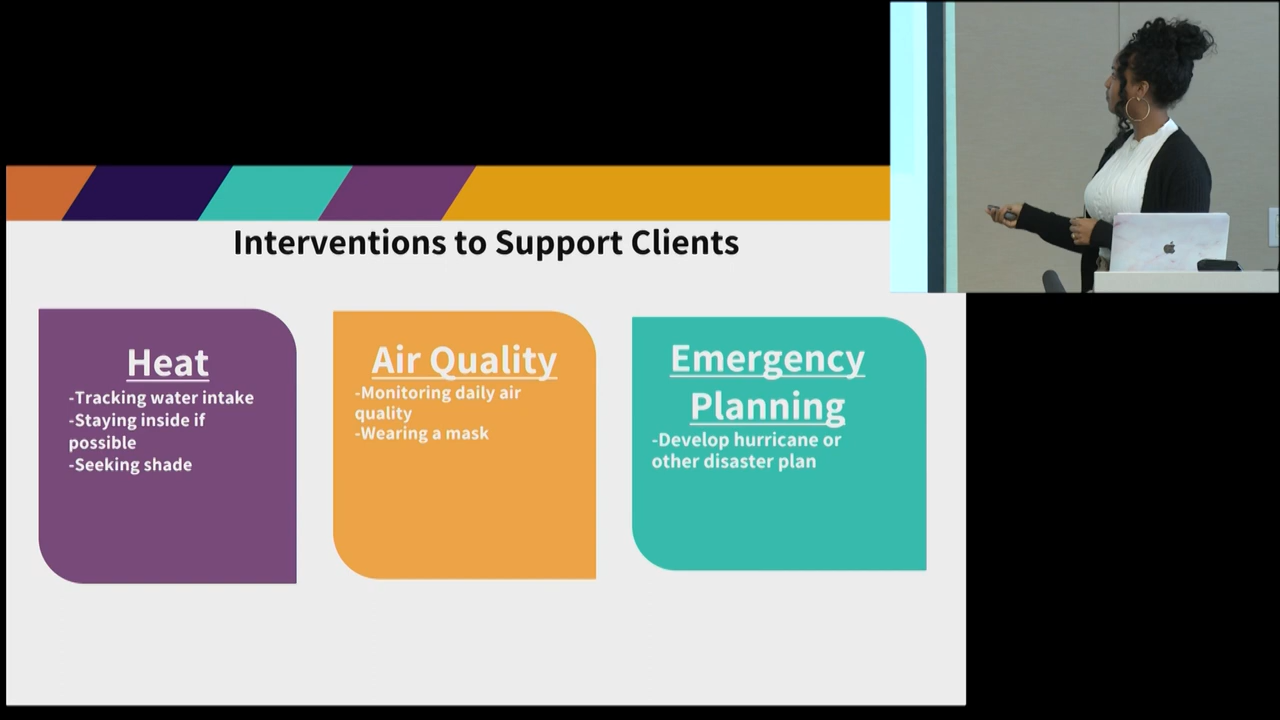 Interventions to Support Clients
Heat
-Tracking water intake
-Staying inside if
possible
-Seeking shade
Air Quality
-Monitoring daily air
quality
-Wearing a mask
Emergency
Planning
-Develop hurricane or
other disaster plan